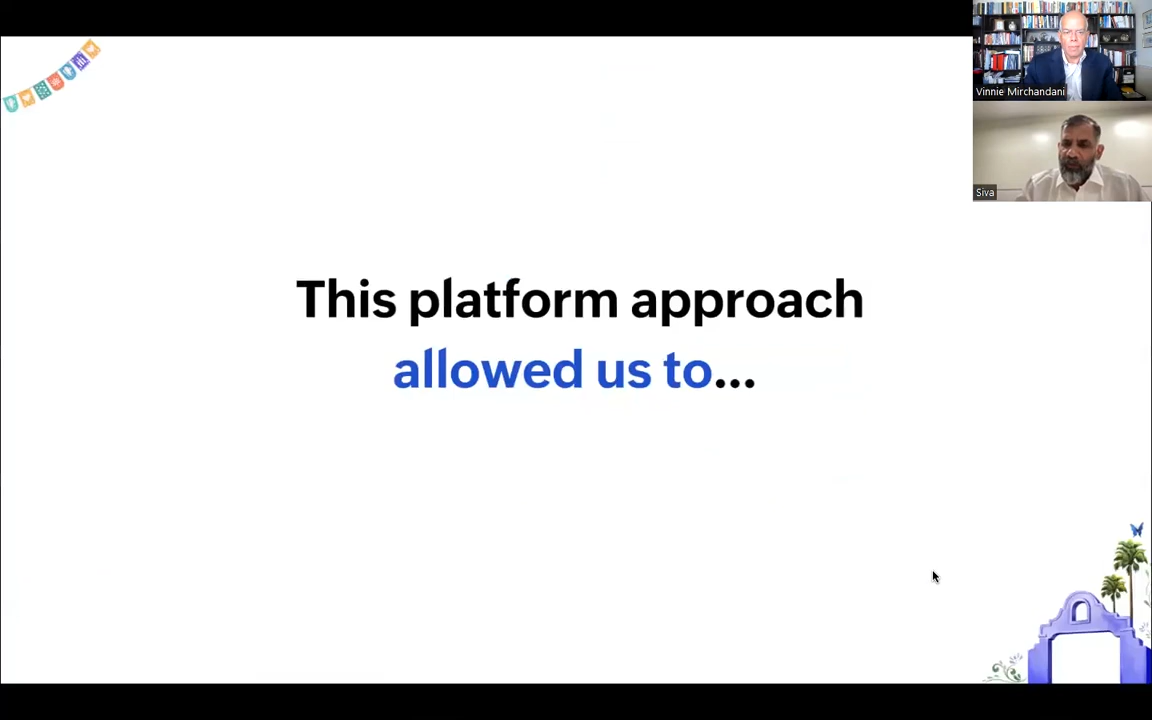 Vinnie Mirchandani
Siva
This platform approach
allowed us to...